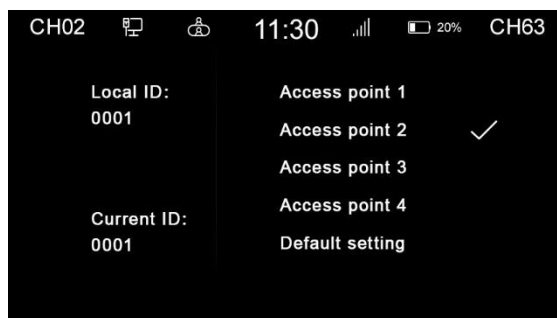 CH02 11:30 20% CH63
Local ID:
0001
Current ID:
0001
Access point 1
Access point 2
Access point 3
Access point 4
Default setting